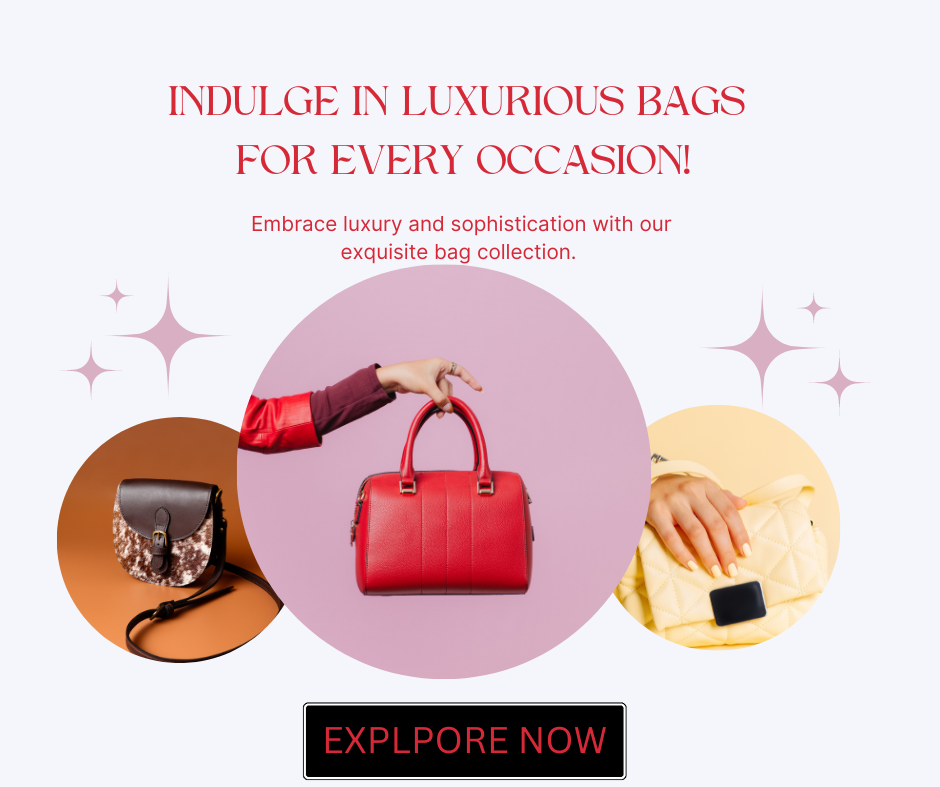 INDULGE IN LUXURIOUS BAGS
FOR EVERY OCCASION!
Embrace luxury and sophistication with our
exquisite bag collection.
EXPLPORE NOW